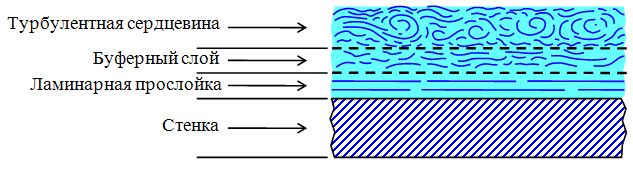 Турбулентная сердцевина
Буферный слой
Ламинарная прослойка
Стенка